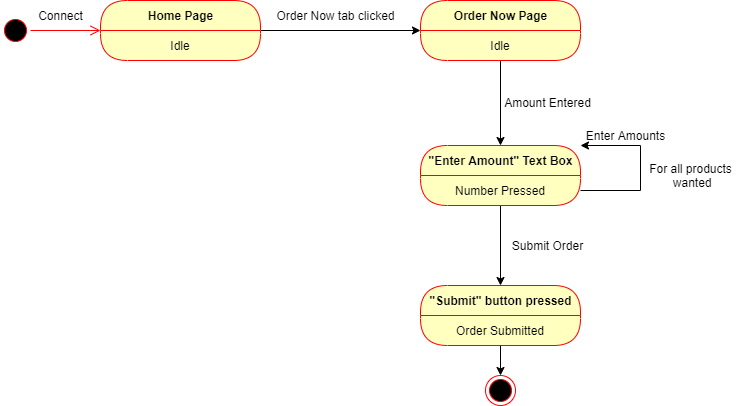 Connect
Home Page
Idle
Order Now tab clicked
Order Now Page
Idle
Amount Entered
"Enter Amount" Text Box
Number Pressed
Enter Amounts
For all products
wanted
Submit Order
"Submit" button pressed
Order Submitted